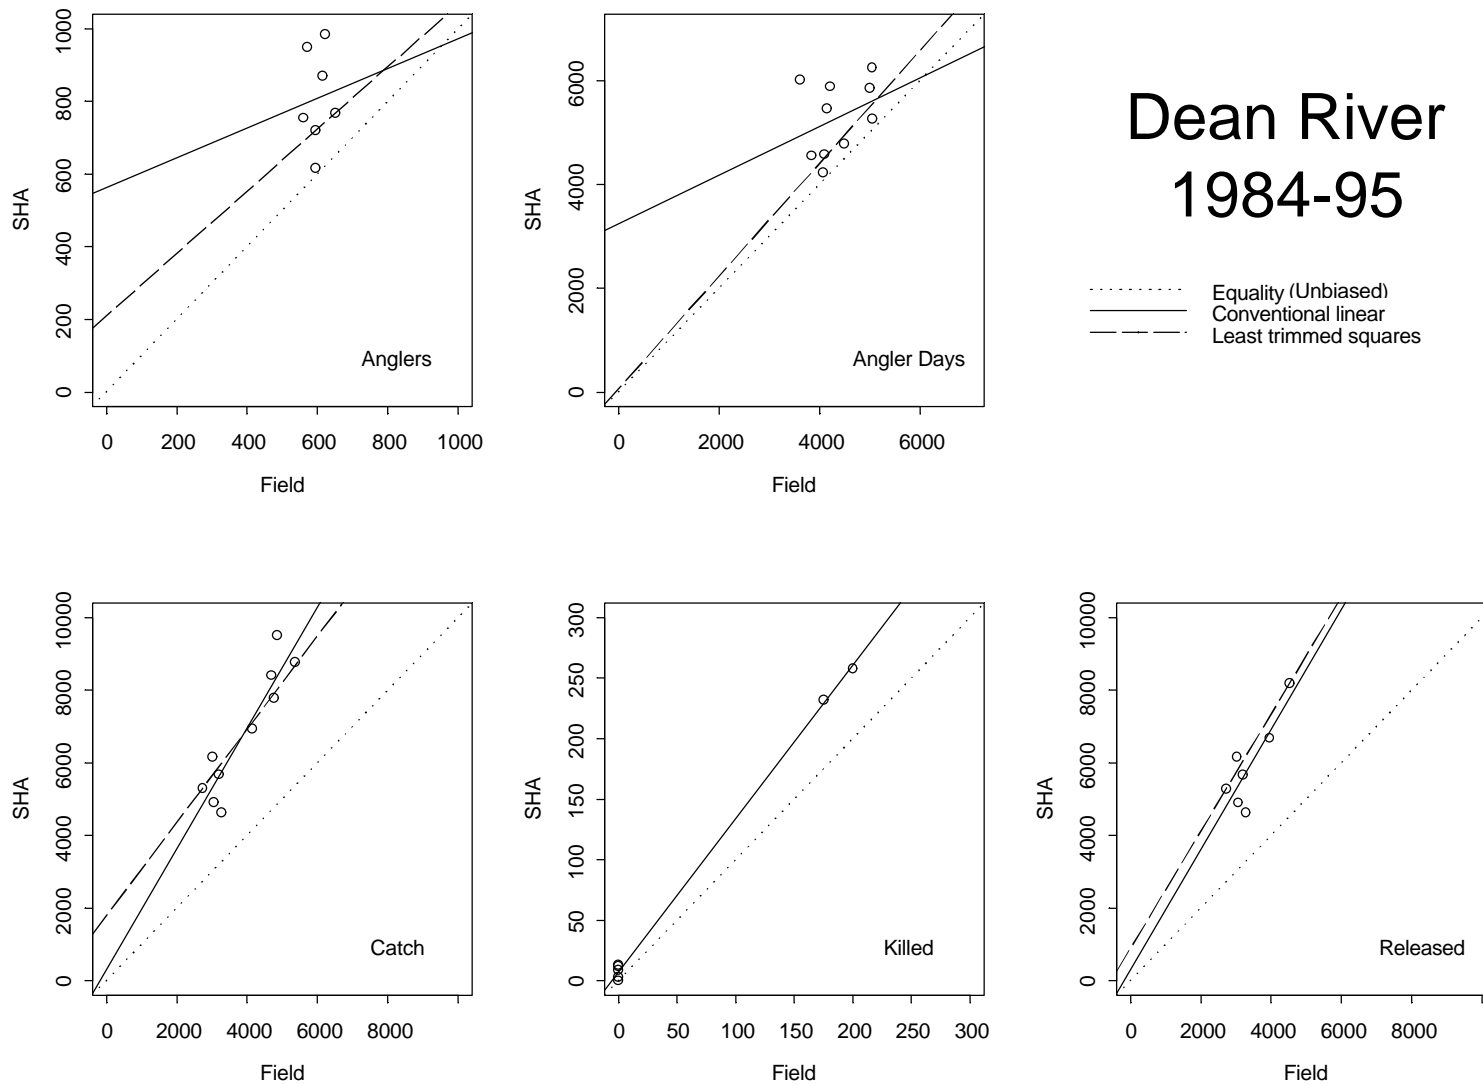 SHA
1000
800
600
400
200
0
Anglers
0 200 400 600 800 1000
Field
SHA
6000
4000
2000
0
Angler Days
0 2000 4000 6000
Field
Dean River
1984-95
Equality (Unbiased)
Conventional linear
Least trimmed squares
SHA
10000
8000
6000
4000
2000
0
Catch
0 2000 4000 6000 8000
Field
SHA
300
250
200
150
100
50
0
Killed
0 50 100 150 200 250 300
Field
SHA
10000
8000
6000
4000
2000
0
Released
0 2000 4000 6000 8000
Field